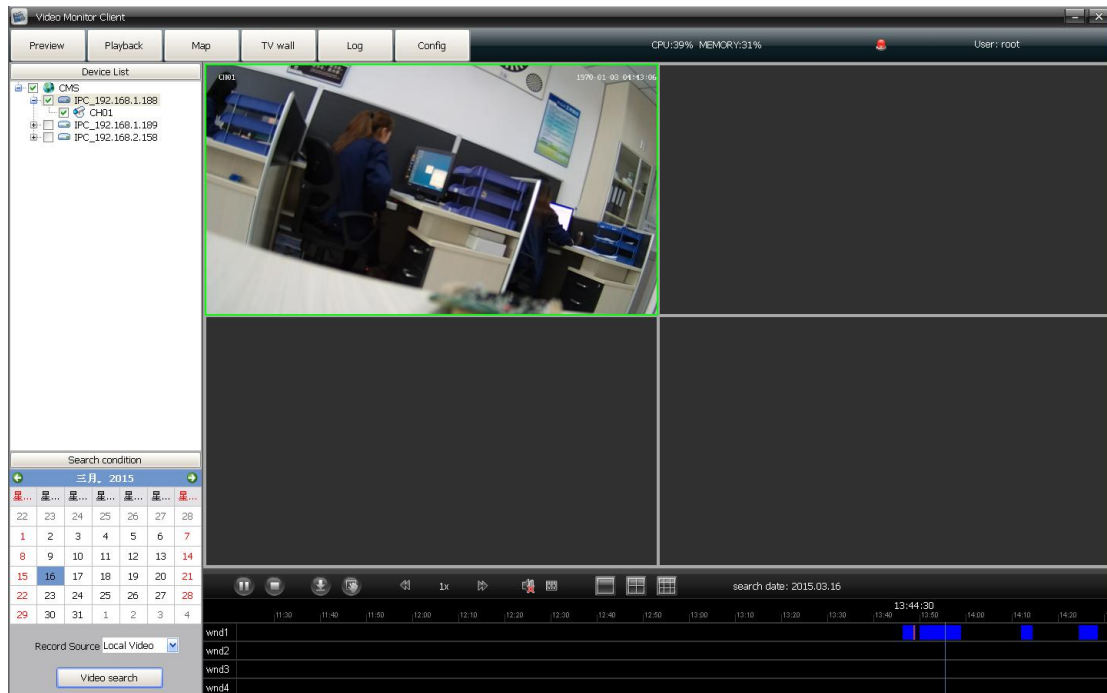 Video Monitor Client
Preview Playback Map TV wall Log Config CPU:39% MEMORY:31% User: root
Device List
CMS
IPC_192.168.1.188
CH01
IPC_192.168.1.189
IPC_192.168.2.158
CH01 1970-01-03 04:43:06
Search condition
三月。2015
星... 星... 星... 星... 星... 星... 星...
22 23 24 25 26 27 28
1 2 3 4 5 6 7
8 9 10 11 12 13 14
15 16 17 18 19 20 21
22 23 24 25 26 27 28
29 30 31 1 2 3 4
Record Source Local Video
Video search
1x search date: 2015.03.16
13:44:30
11:30 11:40 11:50 12:00 12:10 12:20 12:30 12:40 12:50 13:00 13:10 13:20 13:30 13:40 13:50 14:00 14:10 14:20
wnd1
wnd2
wnd3
wnd4